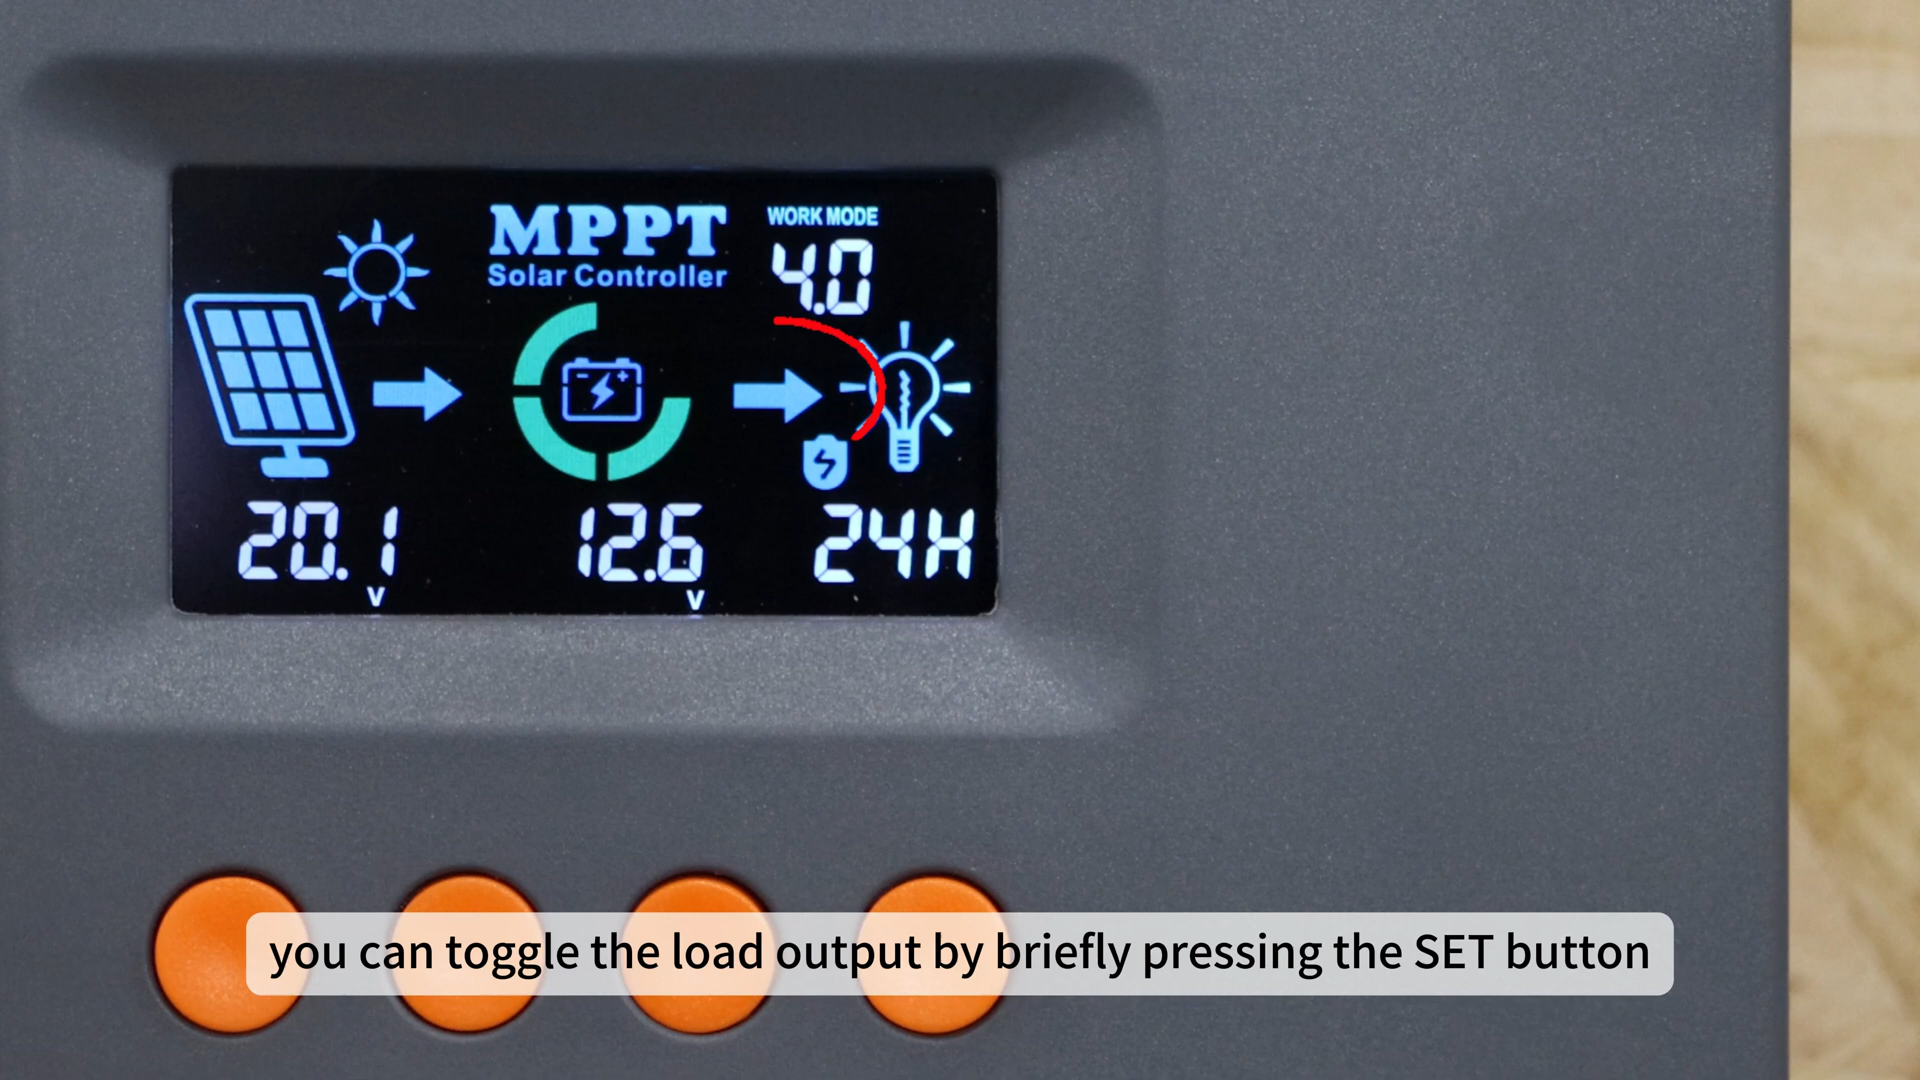 MPPT
Solar Controller
WORK MODE
4.0
20.1
V
12.6
V
24H
you can toggle the load output by briefly pressing the SET button